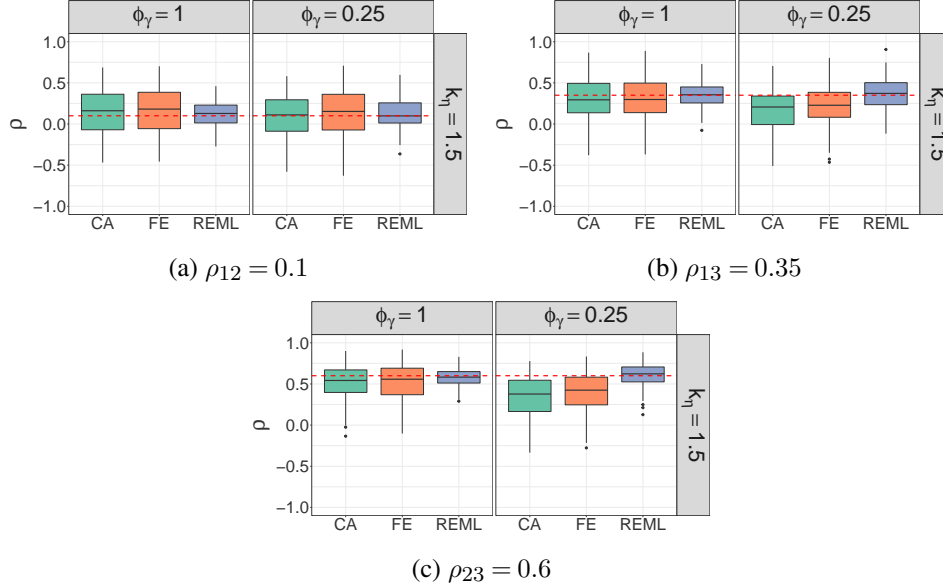 ϕγ = 1
ϕγ = 0.25
1.0
0.5
0.0
−0.5
−1.0
ρ
kη = 1.5
CA FE REML
CA FE REML
(a) ρ12 = 0.1
ϕγ = 1
ϕγ = 0.25
1.0
0.5
0.0
−0.5
−1.0
ρ
kη = 1.5
CA FE REML
CA FE REML
(b) ρ13 = 0.35
ϕγ = 1
ϕγ = 0.25
1.0
0.5
0.0
−0.5
−1.0
ρ
kη = 1.5
CA FE REML
CA FE REML
(c) ρ23 = 0.6